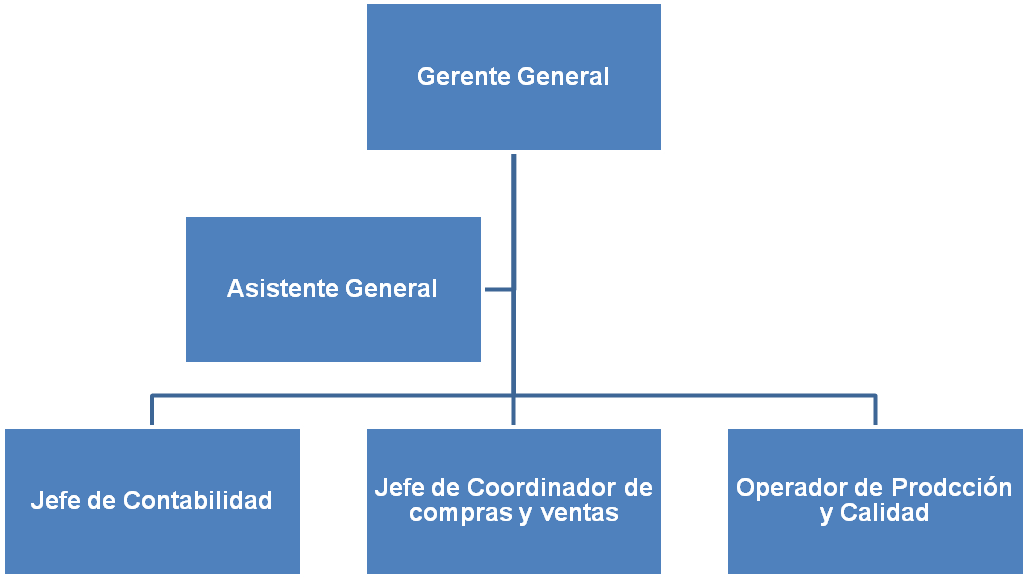 Gerente General
Asistente General
Jefe de Contabilidad
Jefe de Coordinador de
compras y ventas
Operador de Prodcción
y Calidad